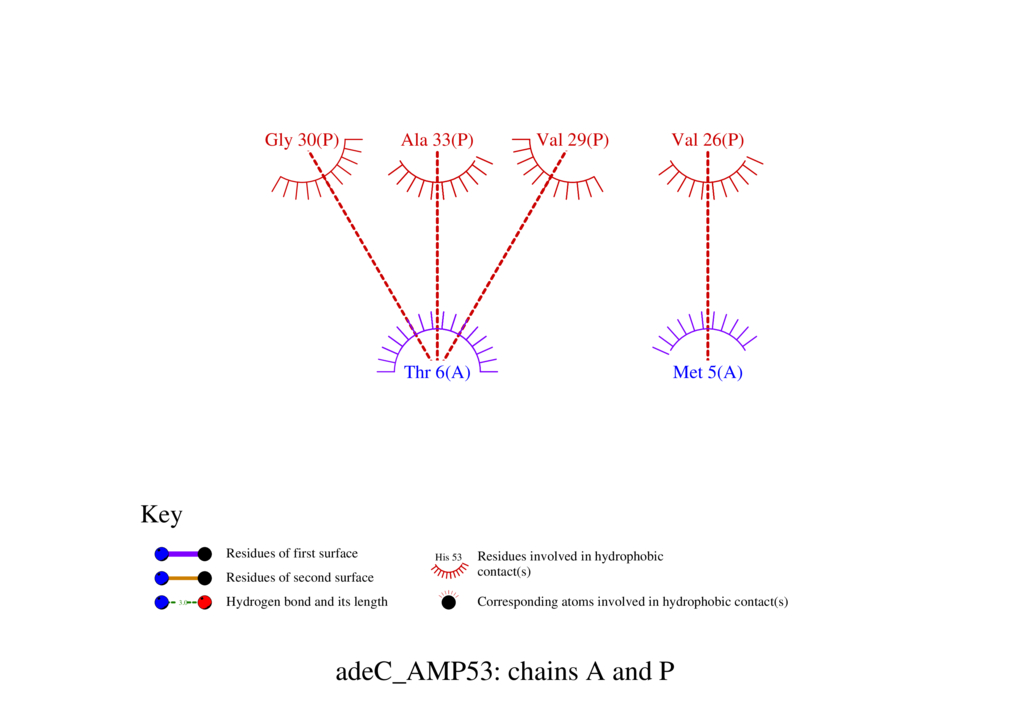 Gly 30(P) Ala 33(P) Val 29(P) Val 26(P)
Thr 6(A) Met 5(A)
Key
Residues of first surface
Residues of second surface
3.0
Hydrogen bond and its length
His 53
Residues involved in hydrophobic
contact(s)
Corresponding atoms involved in hydrophobic contact(s)
adeC_AMP53: chains A and P